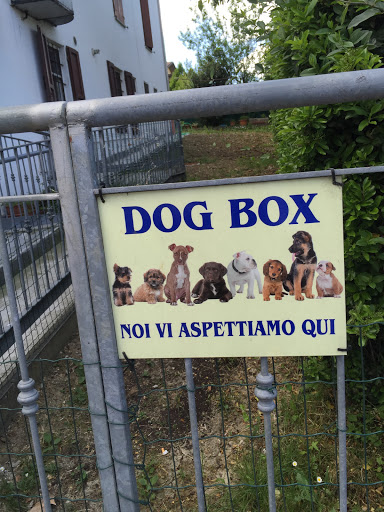 DOG BOX
NOI VI ASPETTIAMO QUI